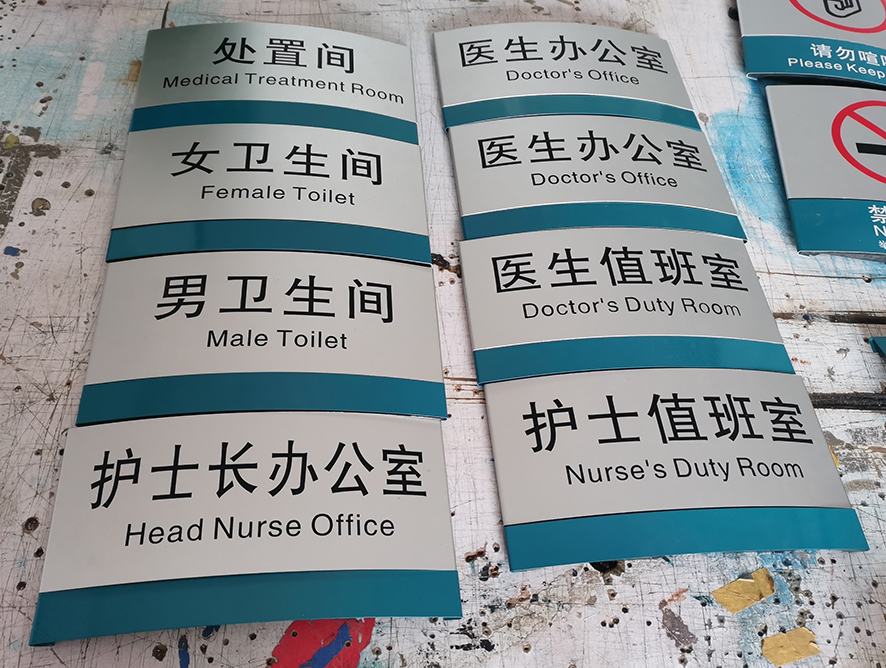 处置间
Medical Treatment Room
女卫生间
Female Toilet
男卫生间
Male Toilet
护士长办公室
Head Nurse Office
医生办公室
Doctor's Office
医生办公室
Doctor's Office
医生值班室
Doctor's Duty Room
护士值班室
Nurse's Duty Room
请勿喧
Please Keep
禁